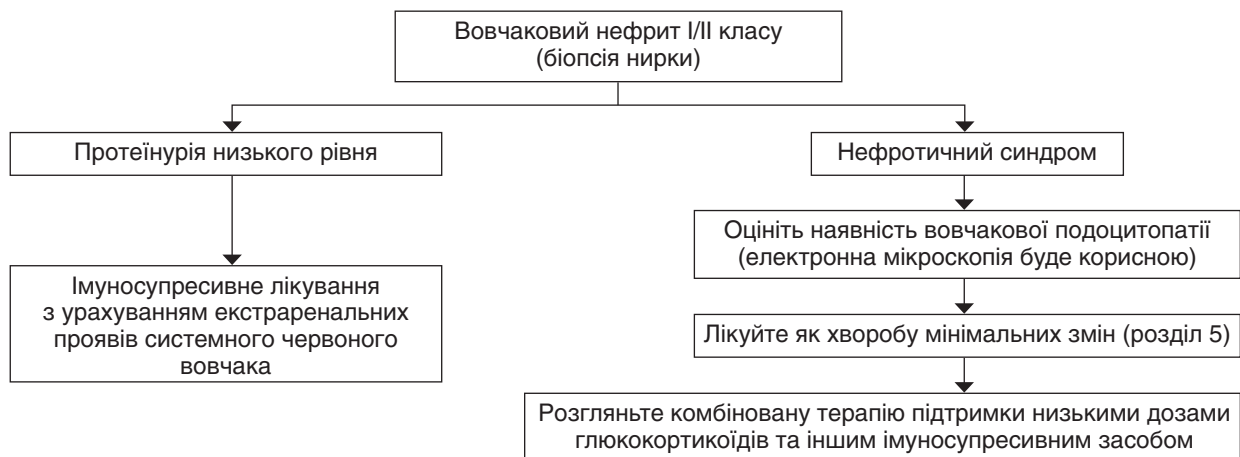 Вовчаковий нефрит I/II класу
(біопсія нирки)
Протеїнурія низького рівня
Нефротичний синдром
Оцініть наявність вовчакової подоцитопатії
(електронна мікроскопія буде корисною)
Імуносупресивне лікування
з урахуванням екстраренальних
проявів системного червоного
вовчака
Лікуйте як хворобу мінімальних змін (розділ 5)
Розгляньте комбіновану терапію підтримки низькими дозами
глюкокортикоїдів та іншим імуносупресивним засобом